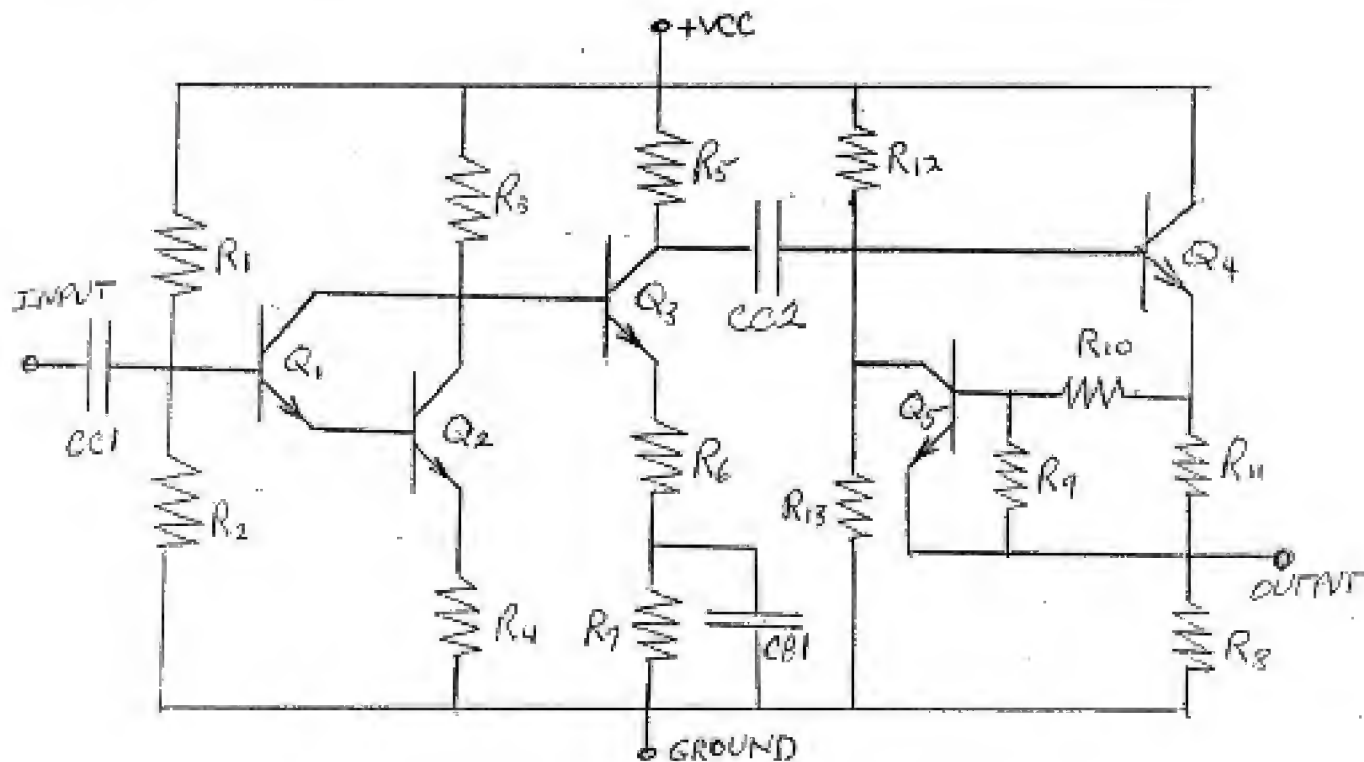 +VCC
R5
R12
R3
R1
Q4
INPUT
Q3
CC2
R10
Q1
Q5
CC1
Q2
R6
R9
R11
R2
R13
OUTPUT
R4
R7
CB1
R8
GROUND